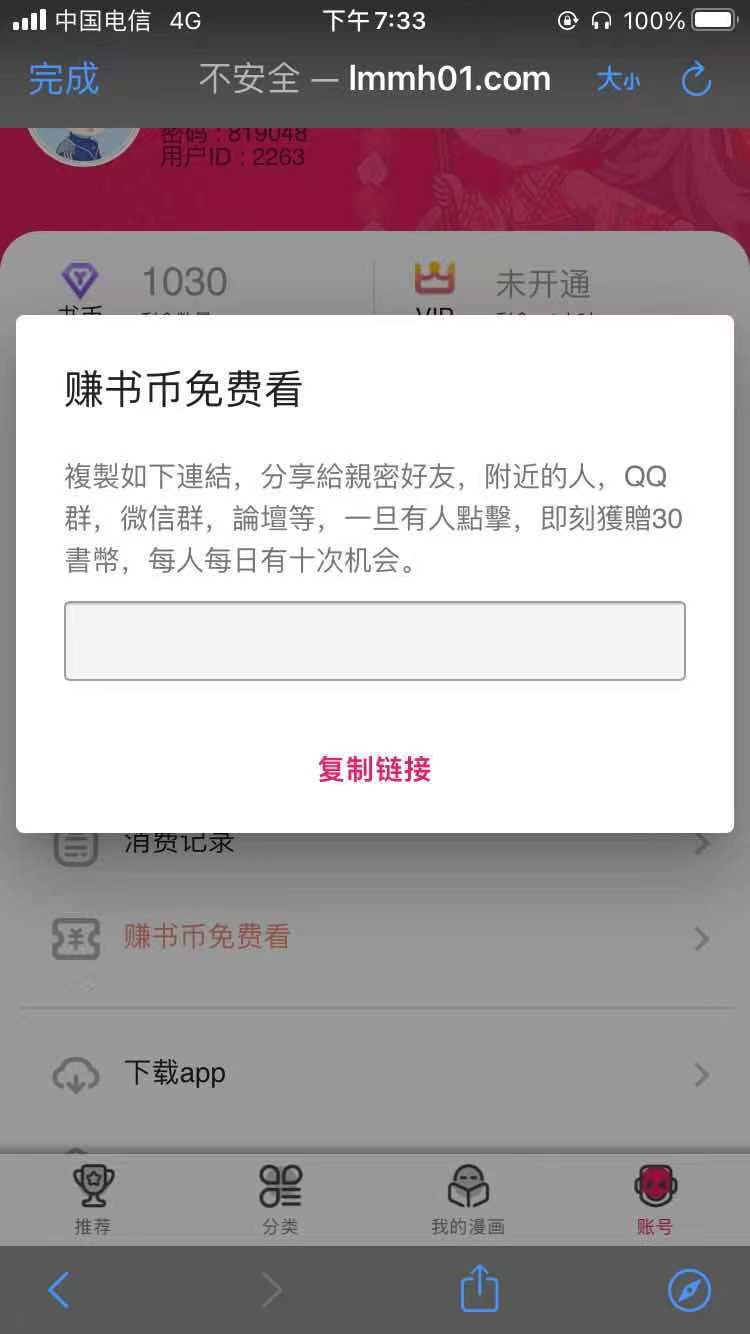 中国电信 4G 下午7:33 100%
完成 不安全 — lmmh01.com 大小
密码：819048
用户ID：2263
1030 未开通
书币 VIP
赚书币免费看
複製如下連結，分享給親密好友，附近的人，QQ
群，微信群，論壇等，一旦有人點擊，即刻獲贈30
書幣，每人每日有十次机会。
复制链接
消费记录
赚书币免费看
下载app
推荐 分类 我的漫画 账号